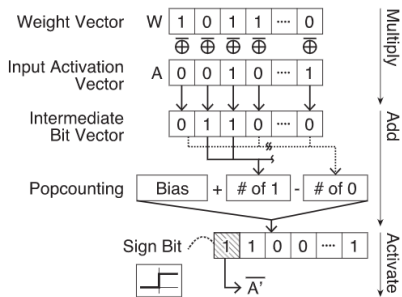 Weight Vector W 1 0 1 1 ···· 0
⊕ ⊕ ⊕ ⊕ ⊕
Input Activation
Vector A 0 0 1 0 ···· 1
Multiply
Intermediate
Bit Vector 0 1 1 0 ···· 0
Add
Popcounting Bias + # of 1 - # of 0
Sign Bit 1 1 0 0 ···· 1
A'
Activate